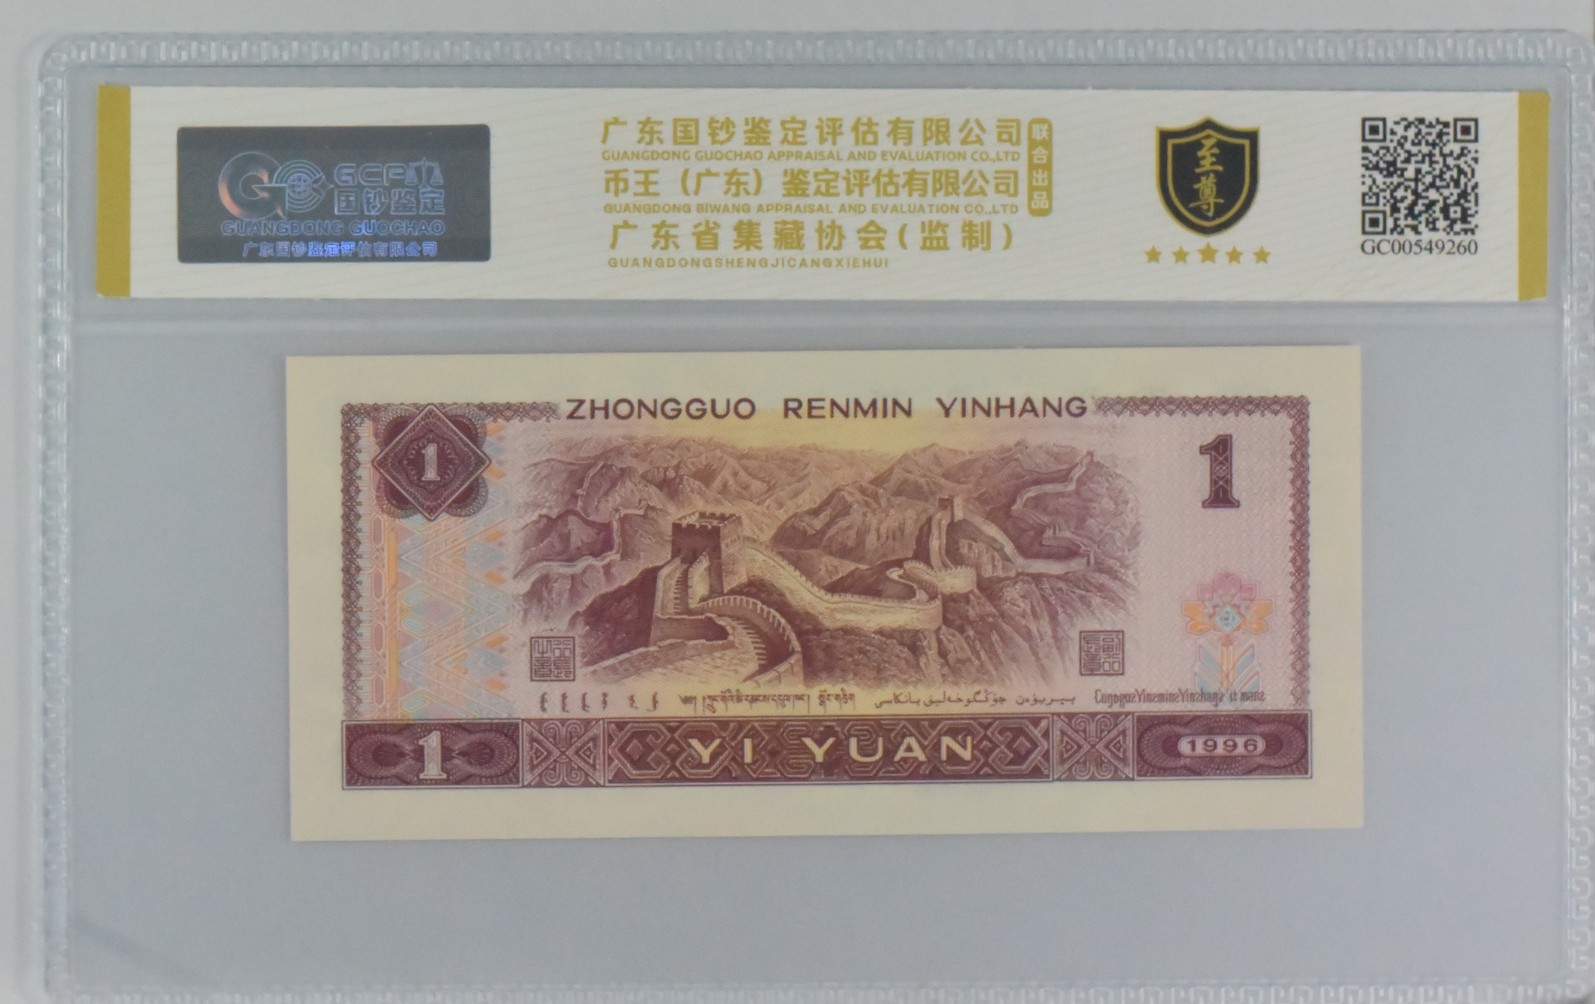 GCP
国钞鉴定
GUANGDONG GUOCHAO
广东国钞鉴定评估有限公司
广东国钞鉴定评估有限公司
GUANGDONG GUOCHAO APPRAISAL AND EVALUATION CO.,LTD
币王（广东）鉴定评估有限公司
GUANGDONG BIWANG APPRAISAL AND EVALUATION CO.,LTD
广东省集藏协会(监制)
GUANGDONGSHENGJICANGXIEHUI
联合出品
至尊
GC00549260
ZHONGGUO RENMIN YINHANG
1
1
1
YI YUAN
1996